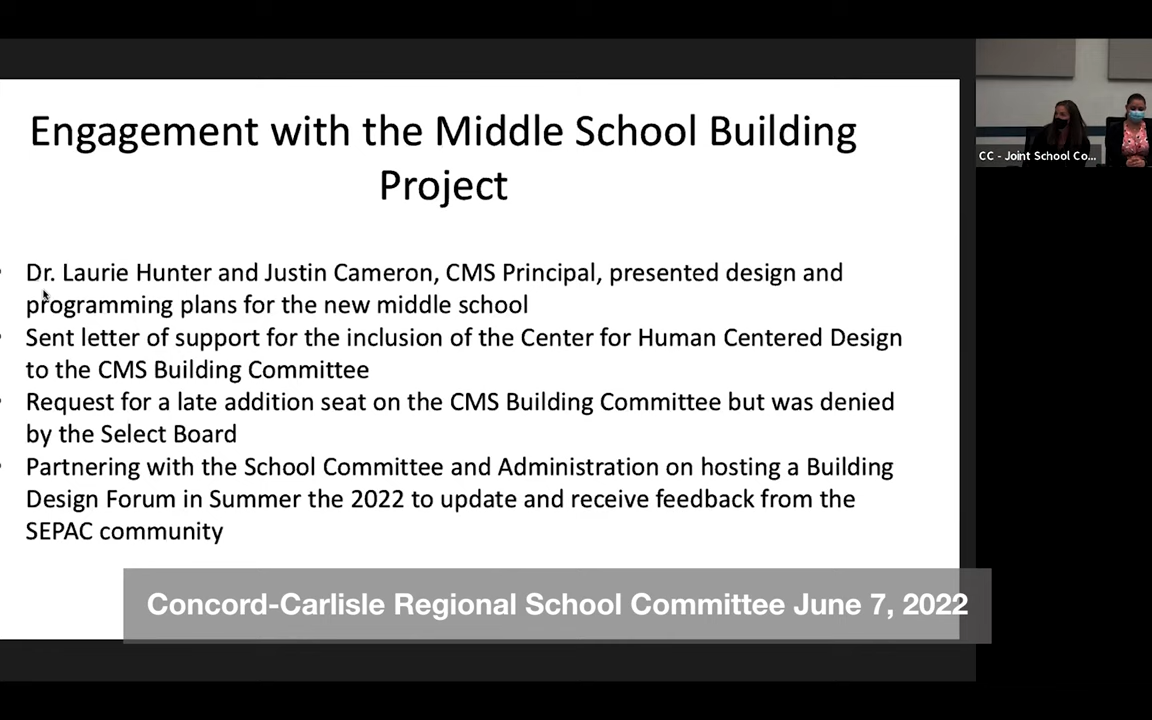 Engagement with the Middle School Building
Project
CC - Joint School Co...
• Dr. Laurie Hunter and Justin Cameron, CMS Principal, presented design and
programming plans for the new middle school
• Sent letter of support for the inclusion of the Center for Human Centered Design
to the CMS Building Committee
• Request for a late addition seat on the CMS Building Committee but was denied
by the Select Board
• Partnering with the School Committee and Administration on hosting a Building
Design Forum in Summer the 2022 to update and receive feedback from the
SEPAC community
Concord-Carlisle Regional School Committee June 7, 2022